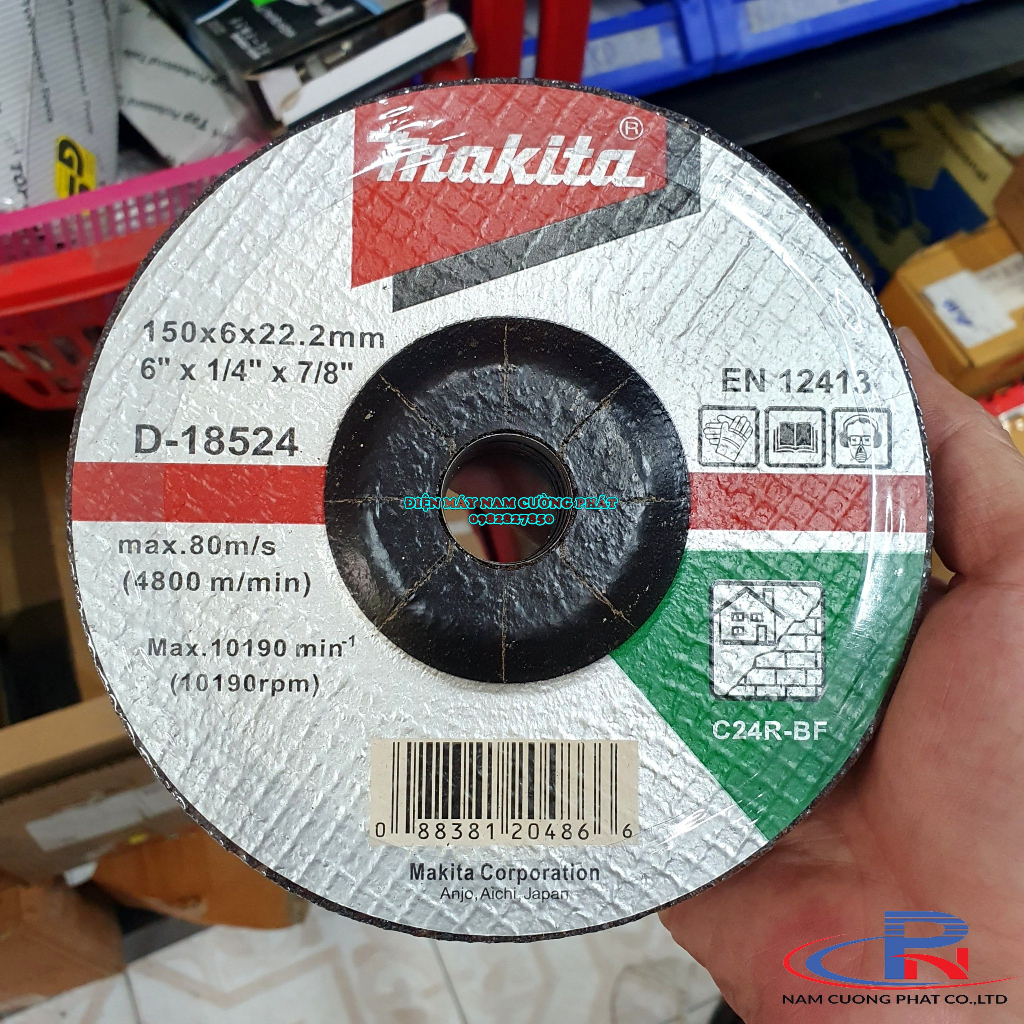 makita®
150x6x22.2mm
6" x 1/4" x 7/8"
D-18524
EN 12413
ĐIỆN MÁY NAM CƯỜNG PHÁT
0982827850
max.80m/s
(4800 m/min)
Max.10190 min⁻¹
(10190rpm)
C24R-BF
0 88381 20486 6
Makita Corporation
Anjo, Aichi, Japan
CPN
NAM CUONG PHAT CO.,LTD